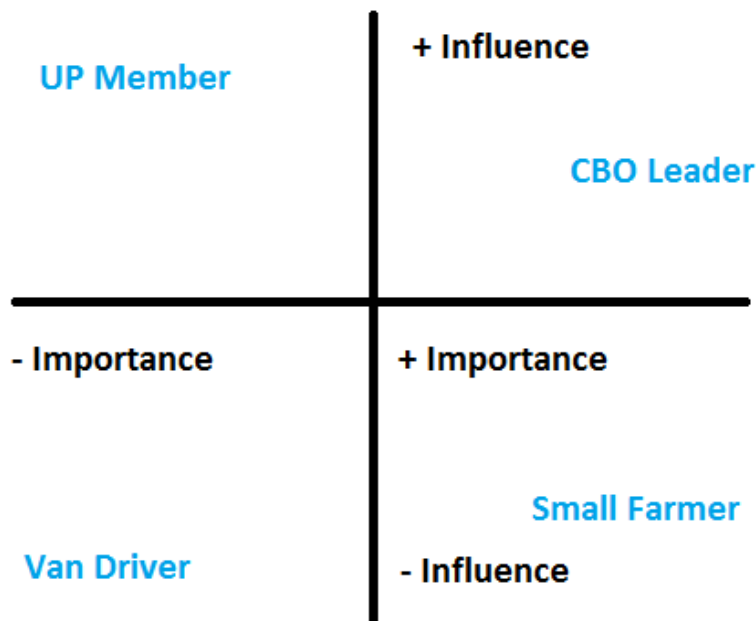 + Influence
UP Member
CBO Leader
- Importance
+ Importance
Small Farmer
Van Driver
- Influence